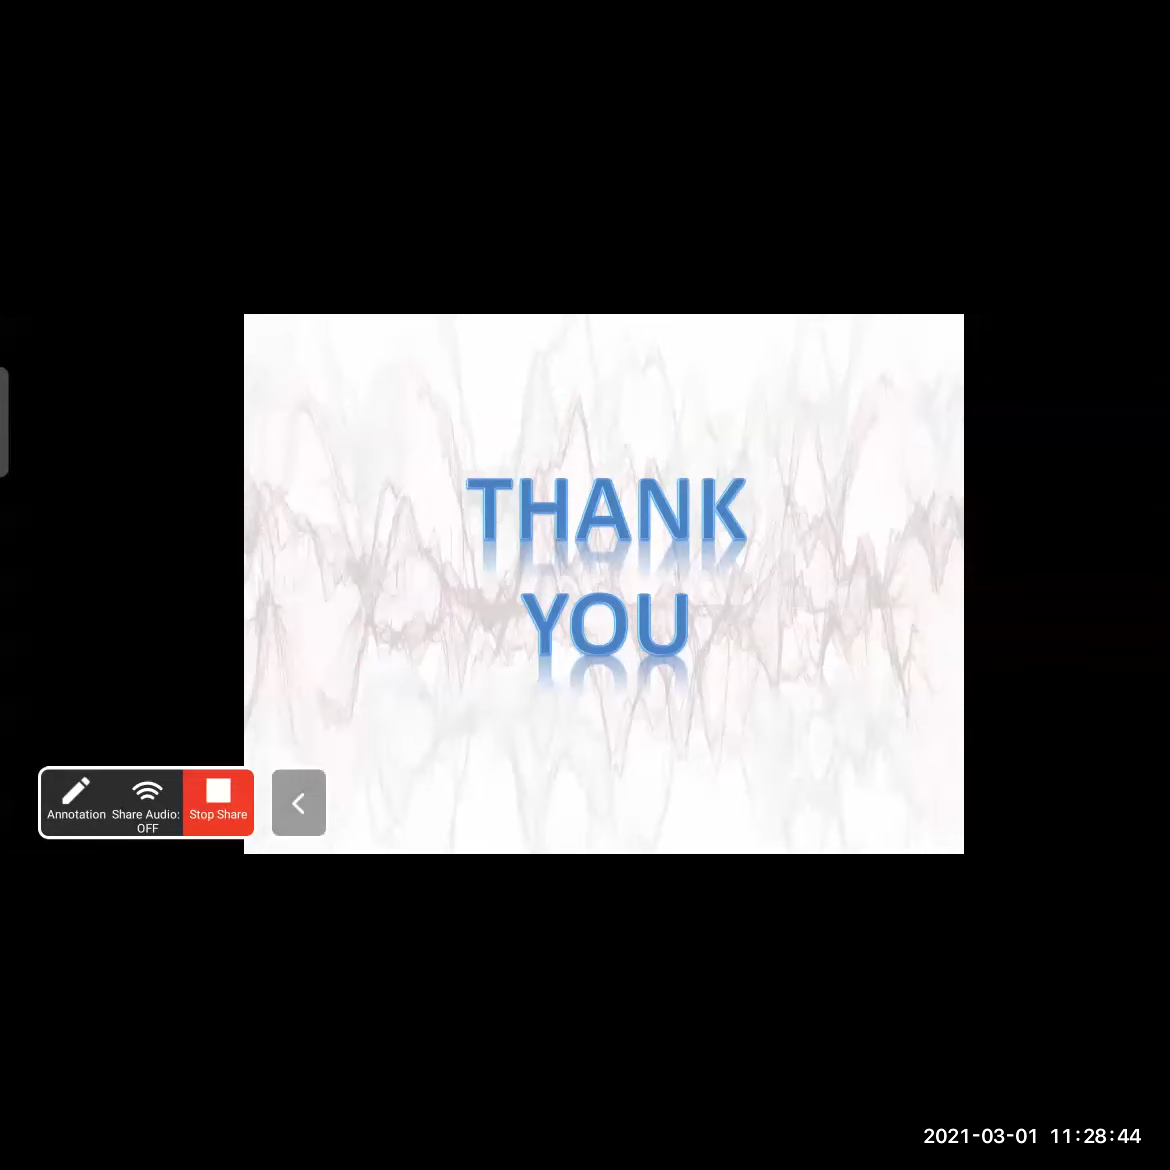 THANK
YOU
Annotation
Share Audio:
OFF
Stop Share
2021-03-01 11:28:44